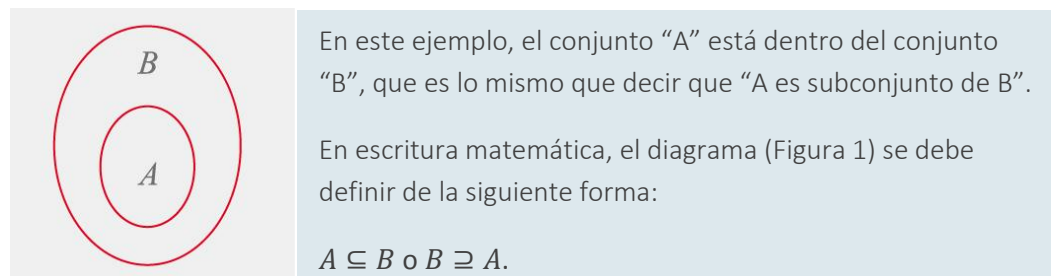 B
A
En este ejemplo, el conjunto “A” está dentro del conjunto
“B”, que es lo mismo que decir que “A es subconjunto de B”.
En escritura matemática, el diagrama (Figura 1) se debe
definir de la siguiente forma:
A ⊆ B o B ⊇ A.